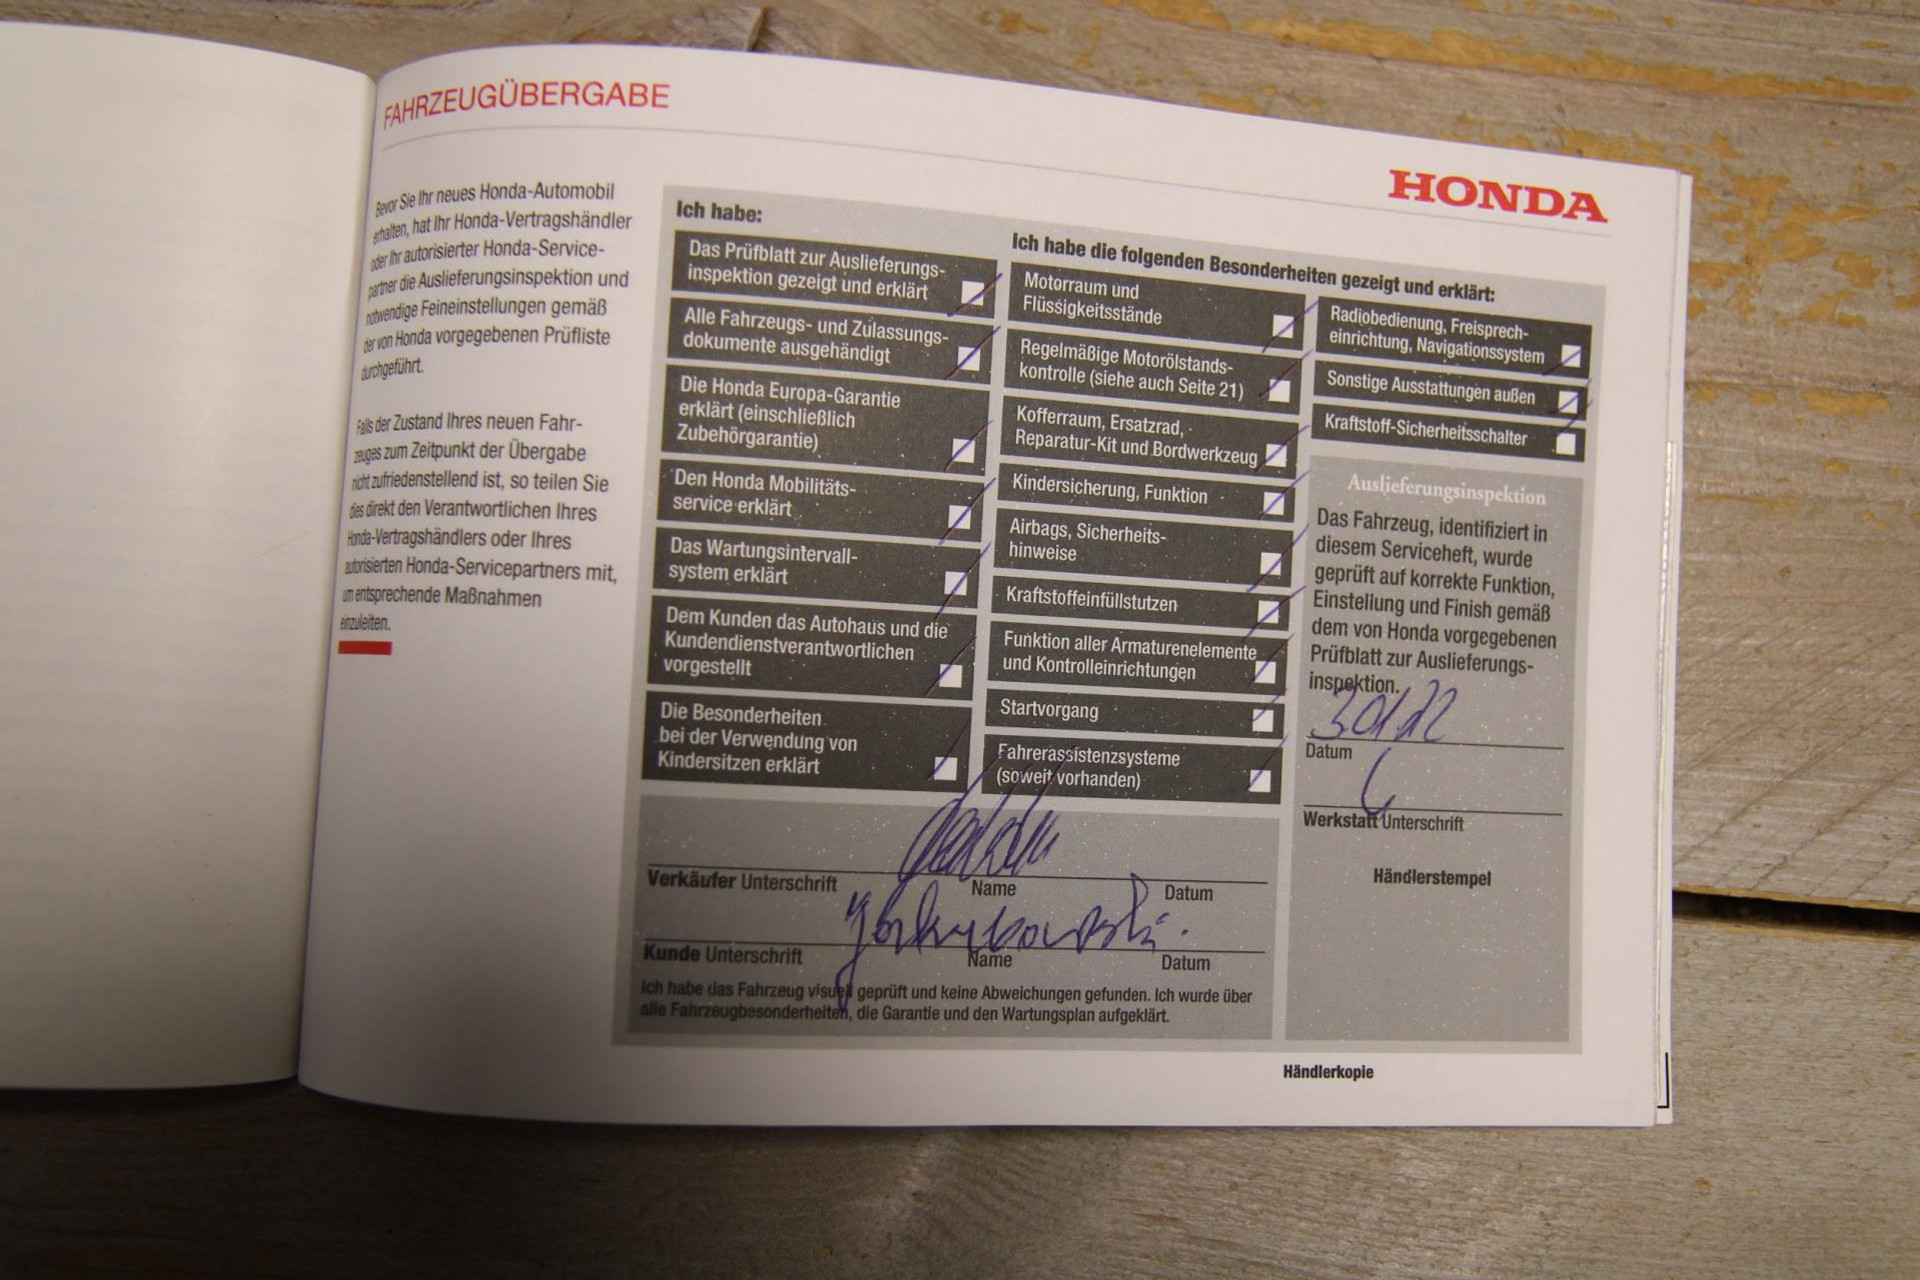 FAHRZEUGÜBERGABE
HONDA
Bevor Sie Ihr neues Honda-Automobil
erhalten, hat Ihr Honda-Vertragshändler
oder Ihr autorisierter Honda-Service-
partner die Auslieferungsinspektion und
notwendige Feineinstellungen gemäß
der von Honda vorgegebenen Prüfliste
durchgeführt.
Falls der Zustand Ihres neuen Fahr-
zeuges zum Zeitpunkt der Übergabe
nicht zufriedenstellend ist, so teilen Sie
dies direkt den Verantwortlichen Ihres
Honda-Vertragshändlers oder Ihres
autorisierten Honda-Servicepartners mit,
um entsprechende Maßnahmen
einzuleiten.
Ich habe:
Das Prüfblatt zur Auslieferungs-
inspektion gezeigt und erklärt
Alle Fahrzeugs- und Zulassungs-
dokumente ausgehändigt
Die Honda Europa-Garantie
erklärt (einschließlich
Zubehörgarantie)
Den Honda Mobilitäts-
service erklärt
Das Wartungsintervall-
system erklärt
Dem Kunden das Autohaus und die
Kundendienstverantwortlichen
vorgestellt
Die Besonderheiten
bei der Verwendung von
Kindersitzen erklärt
Ich habe die folgenden Besonderheiten gezeigt und erklärt:
Motorraum und
Flüssigkeitsstände
Regelmäßige Motorölstands-
kontrolle (siehe auch Seite 21)
Kofferraum, Ersatzrad,
Reparatur-Kit und Bordwerkzeug
Kindersicherung, Funktion
Airbags, Sicherheits-
hinweise
Kraftstoffeinfüllstutzen
Funktion aller Armaturenelemente
und Kontrolleinrichtungen
Startvorgang
Fahrerassistenzsysteme
(soweit vorhanden)
Radiobedienung, Freisprech-
einrichtung, Navigationssystem
Sonstige Ausstattungen außen
Kraftstoff-Sicherheitsschalter
Auslieferungsinspektion
Das Fahrzeug, identifiziert in
diesem Serviceheft, wurde
geprüft auf korrekte Funktion,
Einstellung und Finish gemäß
dem von Honda vorgegebenen
Prüfblatt zur Auslieferungs-
inspektion.
Datum
Werkstatt Unterschrift
Händlerstempel
Verkäufer Unterschrift Name Datum
Kunde Unterschrift Name Datum
Ich habe das Fahrzeug visuell geprüft und keine Abweichungen gefunden. Ich wurde über
alle Fahrzeugbesonderheiten, die Garantie und den Wartungsplan aufgeklärt.
Händlerkopie